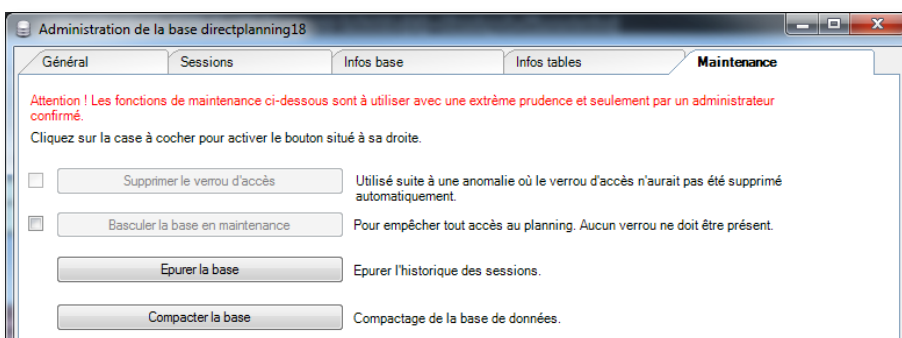 Administration de la base directplanning18
Général Sessions Infos base Infos tables Maintenance
Attention ! Les fonctions de maintenance ci-dessous sont à utiliser avec une extrème prudence et seulement par un administrateur
confirmé.
Cliquez sur la case à cocher pour activer le bouton situé à sa droite.
Supprimer le verrou d'accès Utilisé suite à une anomalie où le verrou d'accès n'aurait pas été supprimé
automatiquement.
Basculer la base en maintenance Pour empêcher tout accès au planning. Aucun verrou ne doit être présent.
Epurer la base Epurer l'historique des sessions.
Compacter la base Compactage de la base de données.